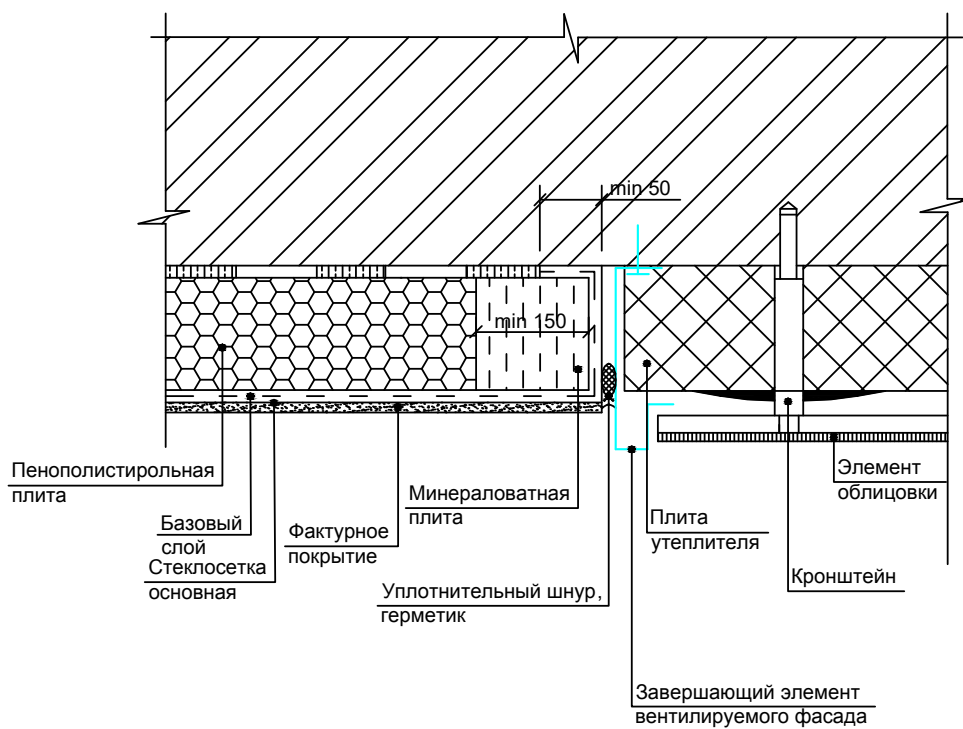 min 50
min 150
Пенополистирольная
плита
Базовый
слой
Стеклосетка
основная
Фактурное
покрытие
Минераловатная
плита
Уплотнительный шнур,
герметик
Плита
утеплителя
Элемент
облицовки
Кронштейн
Завершающий элемент
вентилируемого фасада